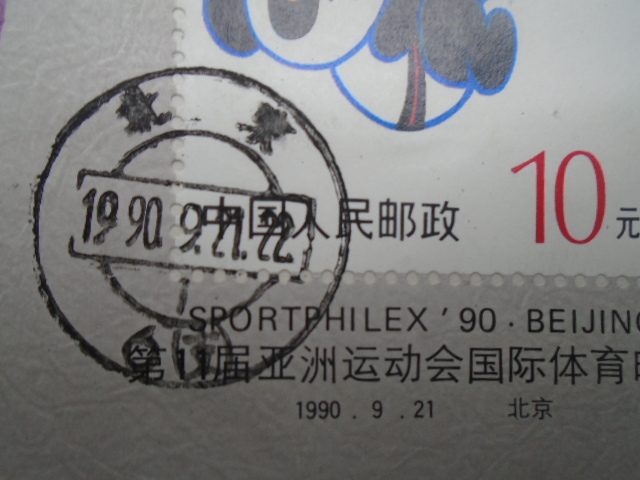 10元
中国人民邮政
1990.9.21.22
SPORTPHILEX '90 · BEIJING
第11届亚洲运动会国际体育
1990 . 9 . 21 北京